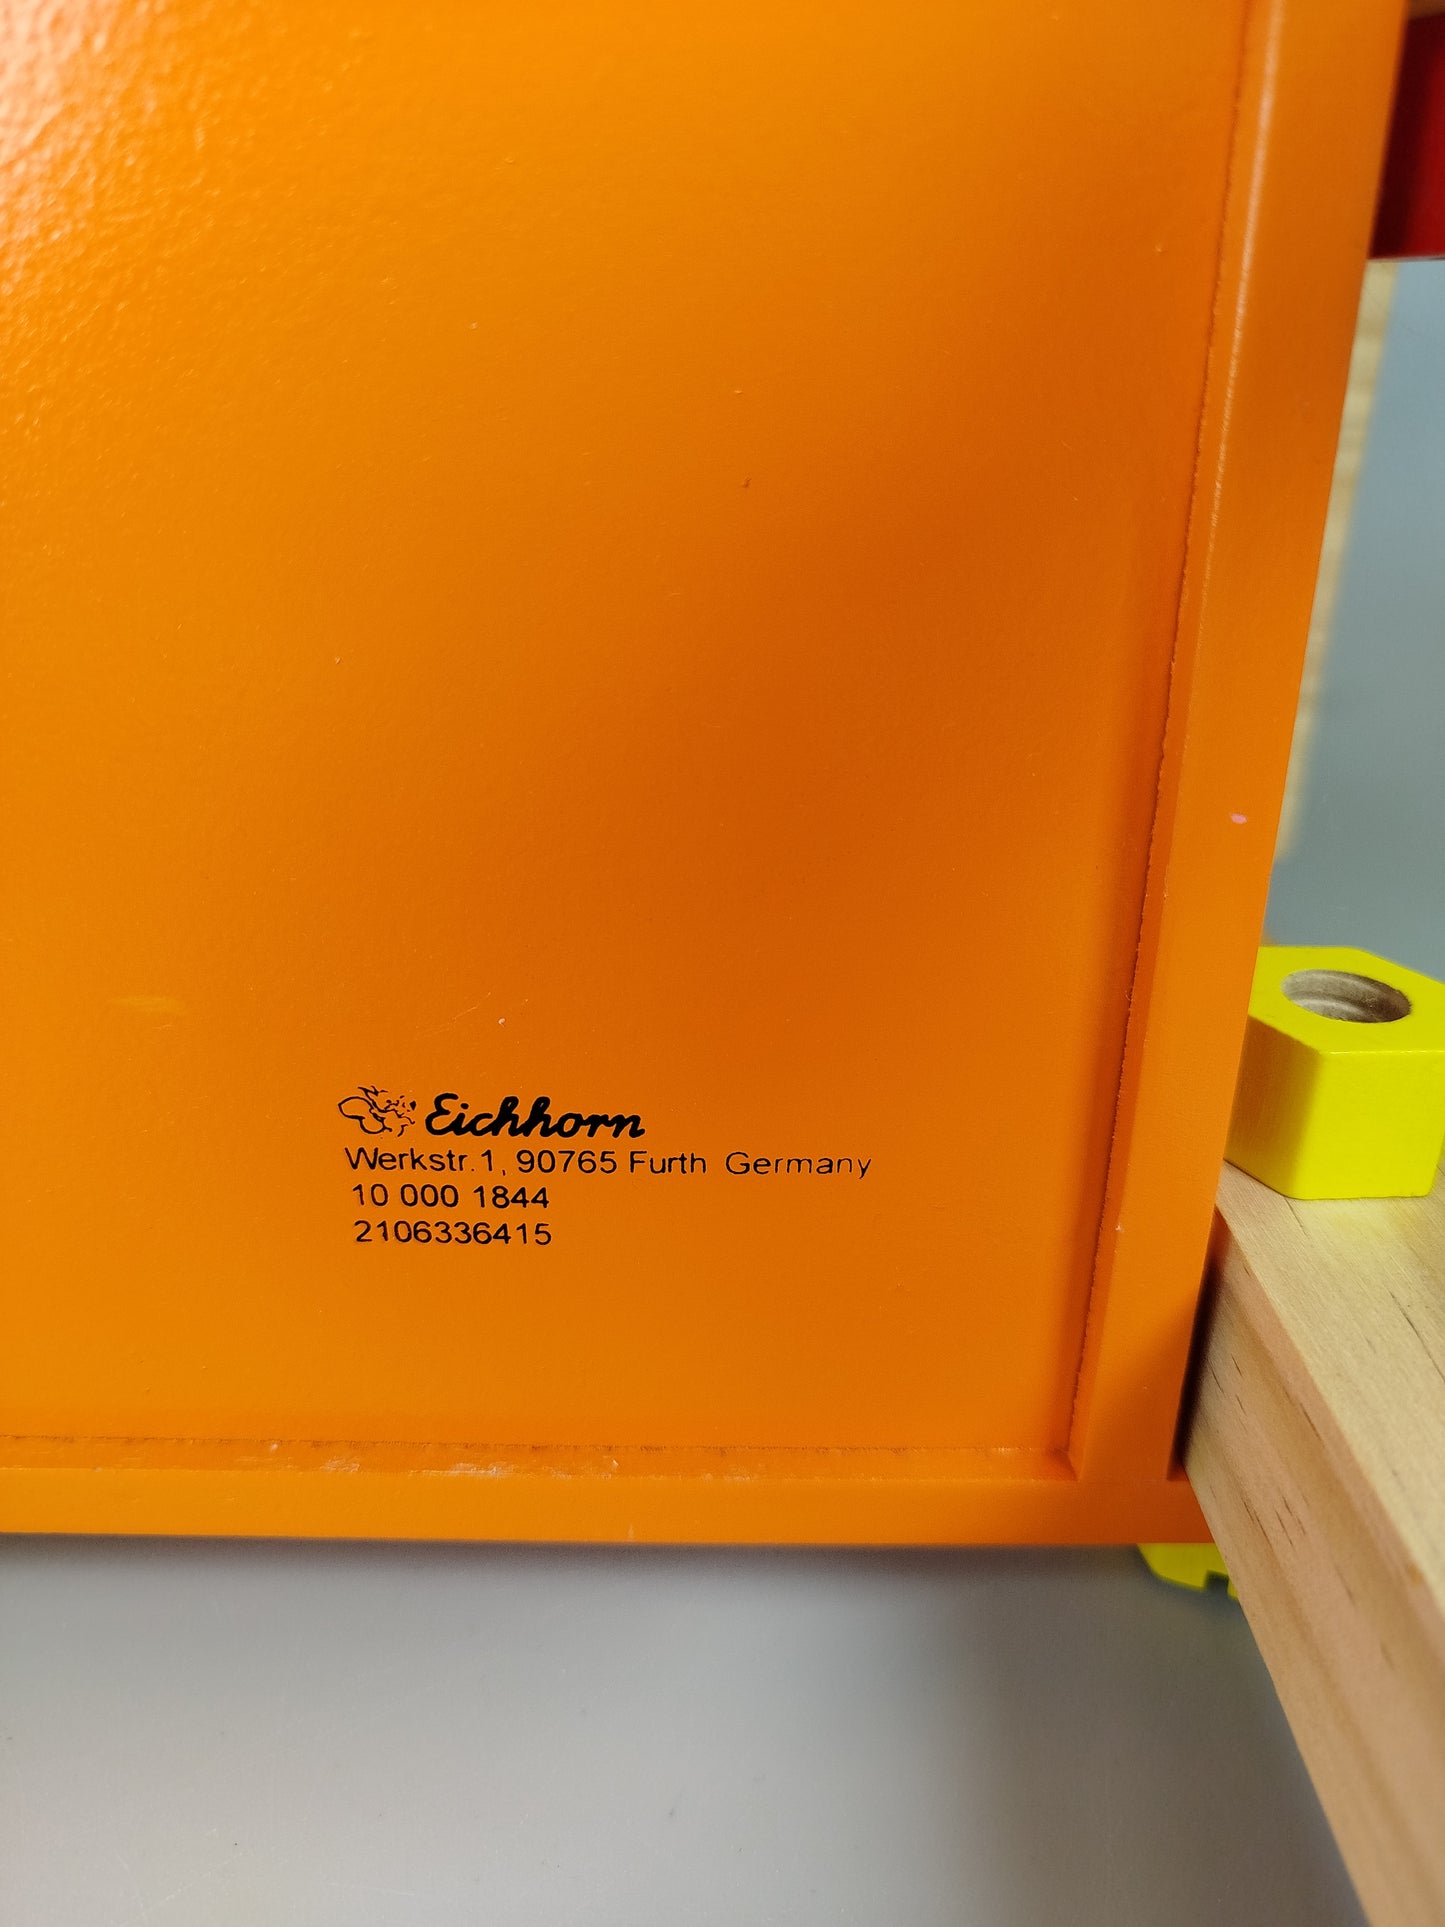 Eichhorn
Werkstr.1, 90765 Furth Germany
10 000 1844
2106336415